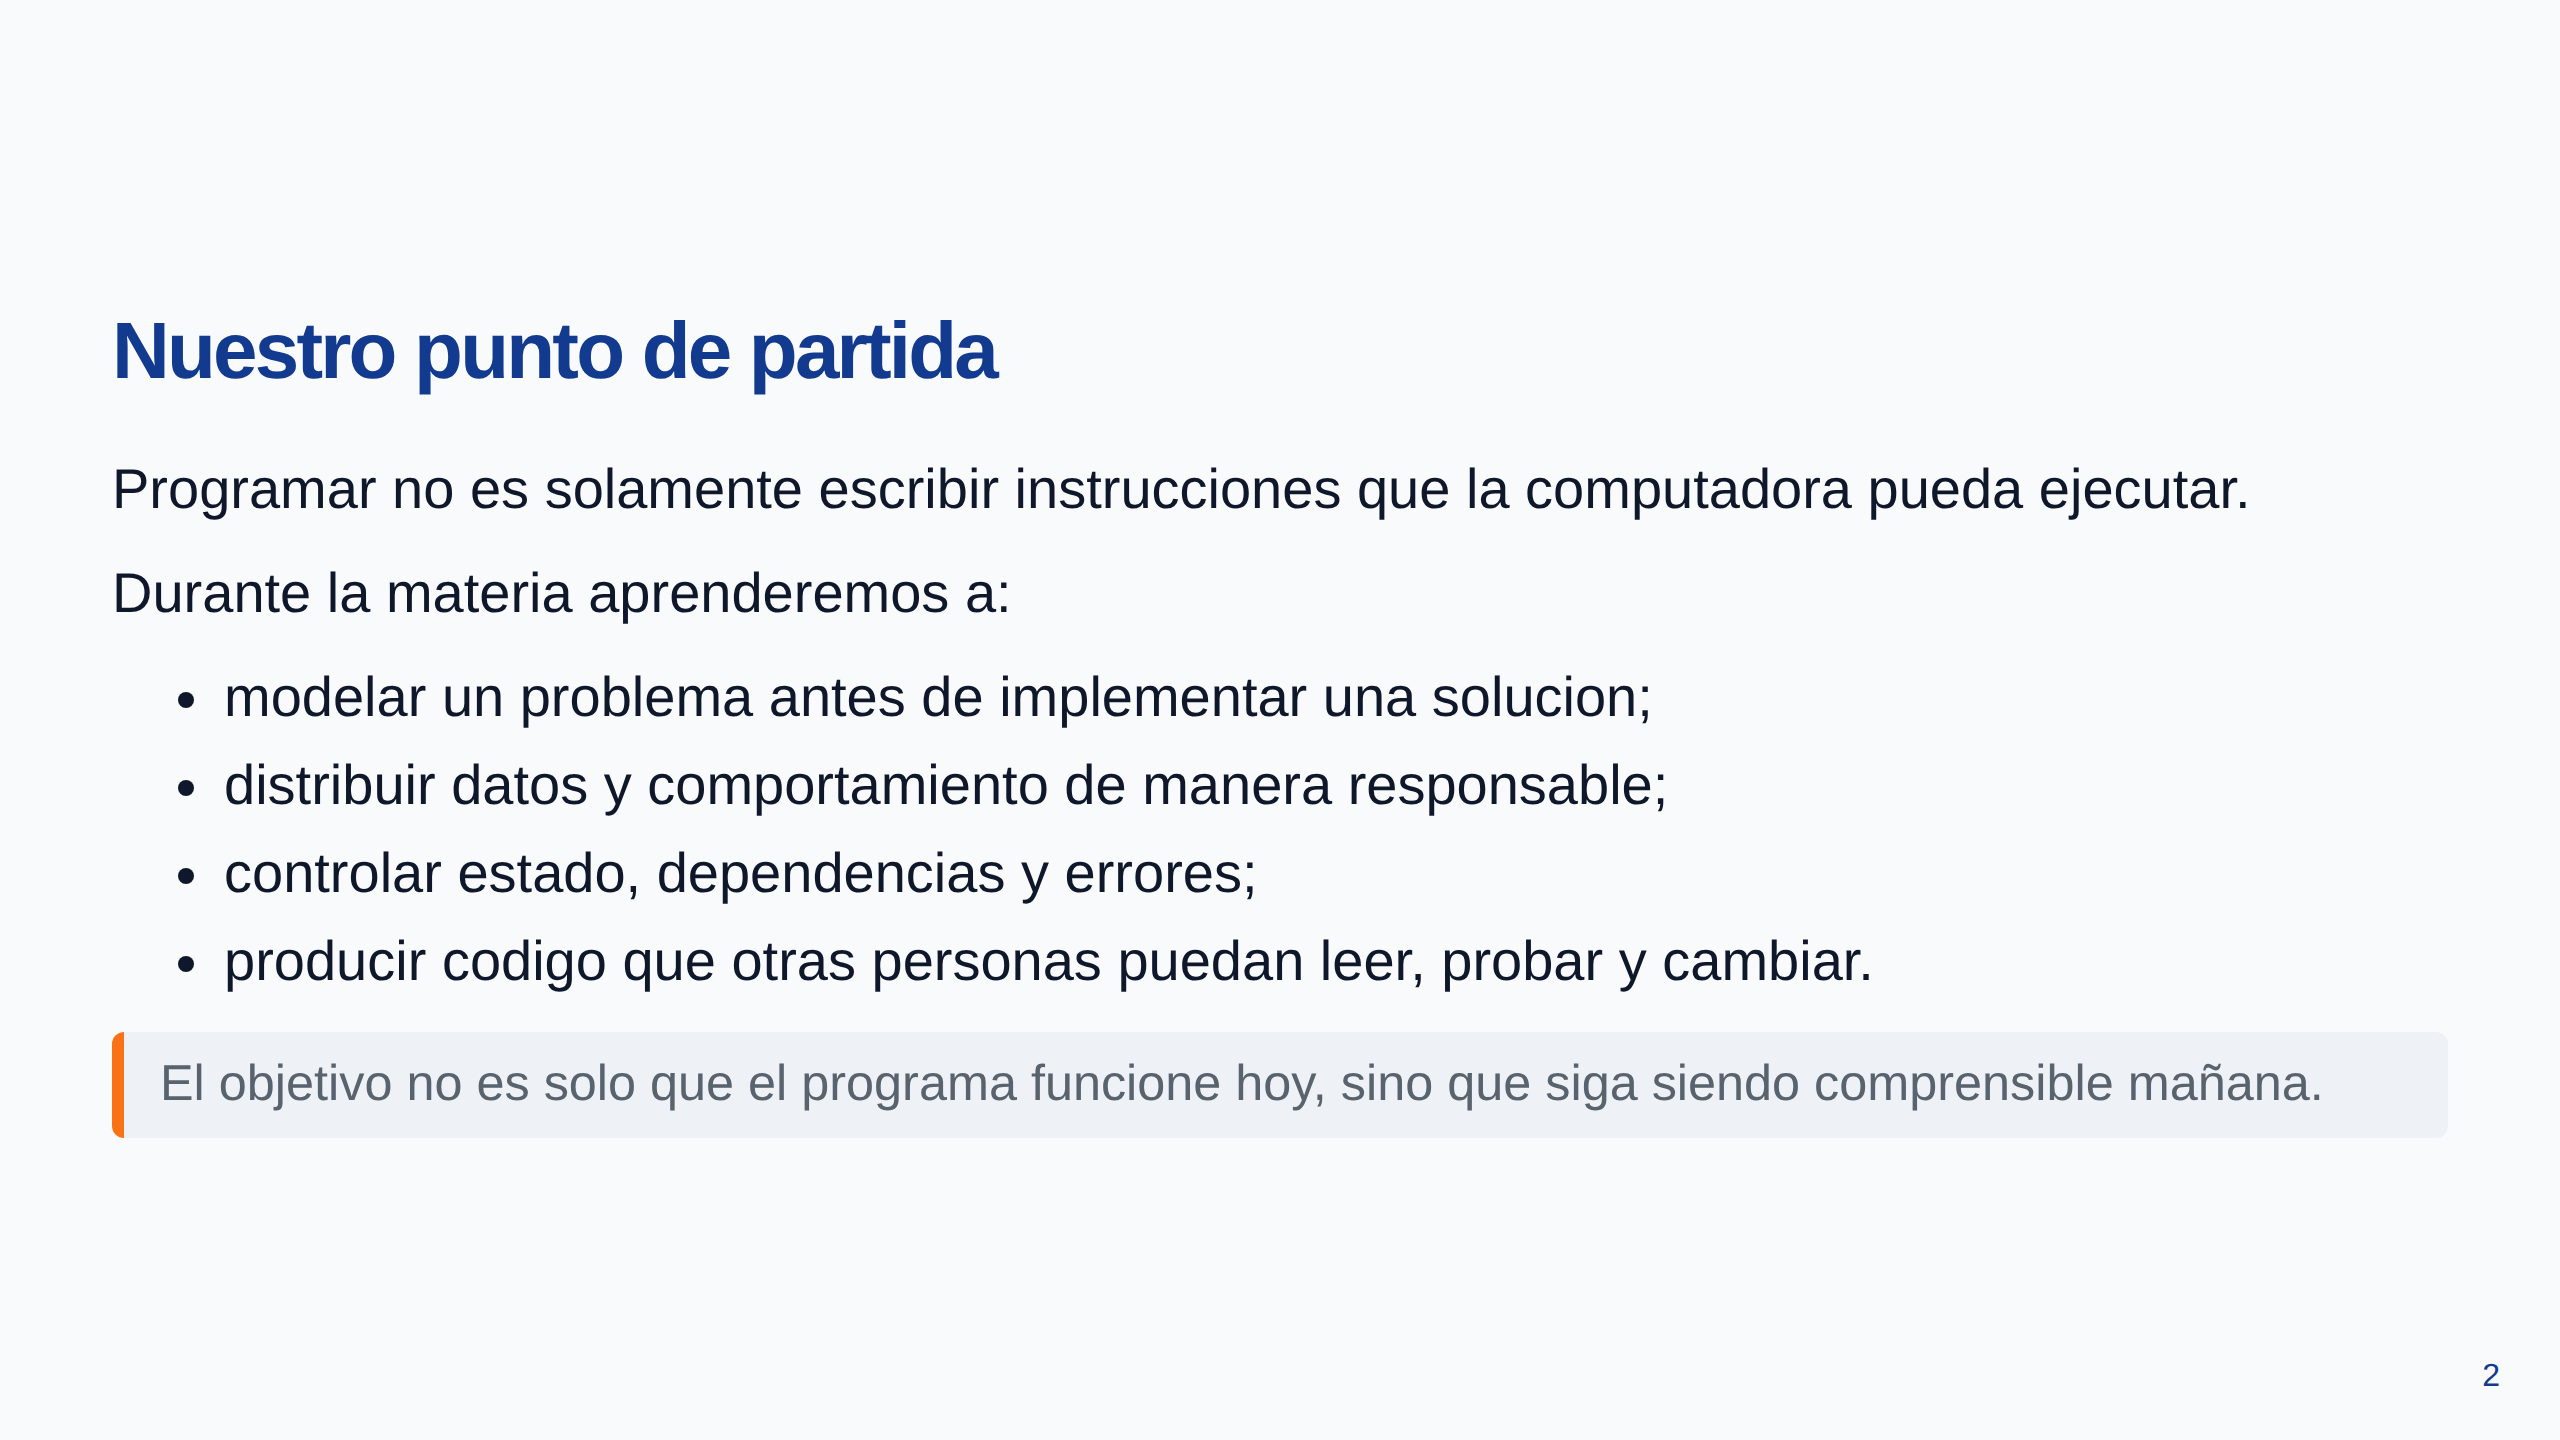 Nuestro punto de partida
Programar no es solamente escribir instrucciones que la computadora pueda ejecutar.
Durante la materia aprenderemos a:
• modelar un problema antes de implementar una solucion;
• distribuir datos y comportamiento de manera responsable;
• controlar estado, dependencias y errores;
• producir codigo que otras personas puedan leer, probar y cambiar.
El objetivo no es solo que el programa funcione hoy, sino que siga siendo comprensible mañana.
2